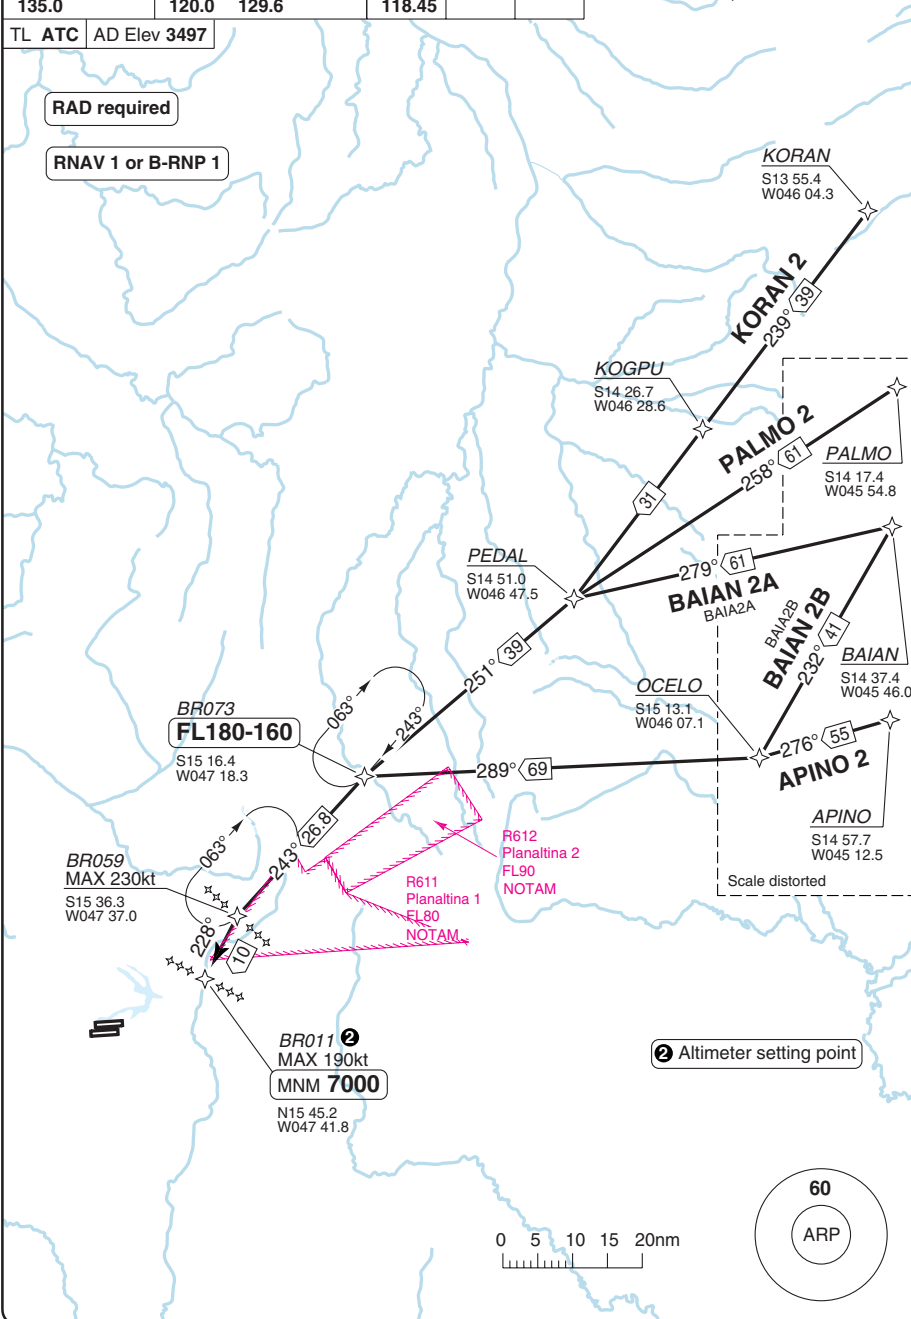 135.0 120.0 129.6 118.45
TL ATC AD Elev 3497
RAD required
RNAV 1 or B-RNP 1
KORAN
S13 55.4
W046 04.3
KORAN 2
239° 39
KOGPU
S14 26.7
W046 28.6
31
PALMO 2
258° 61
PALMO
S14 17.4
W045 54.8
PEDAL
S14 51.0
W046 47.5
279° 61
BAIAN 2A
BAIA2A
BAIA2B
BAIAN 2B
232° 41
BAIAN
S14 37.4
W045 46.0
251° 39
OCELO
S15 13.1
W046 07.1
063°
243°
BR073
FL180-160
S15 16.4
W047 18.3
289° 69
276° 55
APINO 2
APINO
S14 57.7
W045 12.5
Scale distorted
063°
243° 26.8
R612
Planaltina 2
FL90
NOTAM
R611
Planaltina 1
FL80
NOTAM
BR059
MAX 230kt
S15 36.3
W047 37.0
228°
10
BR011 2
MAX 190kt
MNM 7000
N15 45.2
W047 41.8
2 Altimeter setting point
60
ARP
0 5 10 15 20nm